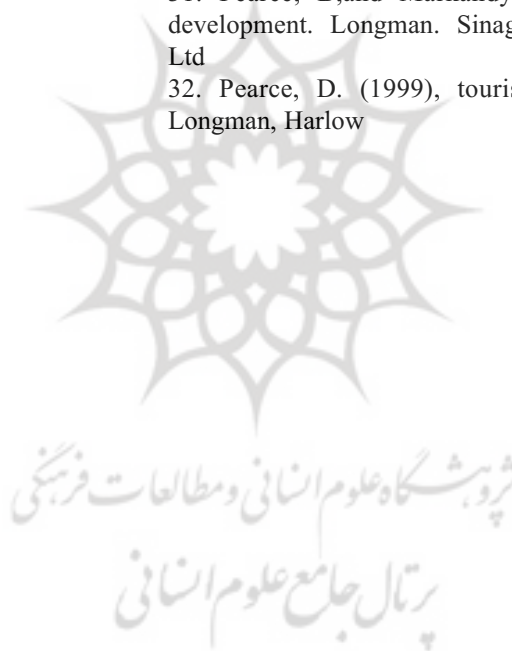 development. Longman. Sinag
Ltd
32. Pearce, D. (1999), touris
Longman, Harlow
پژوهشگاه علوم انسانی و مطالعات فرهنگی
پرتال جامع علوم انسانی